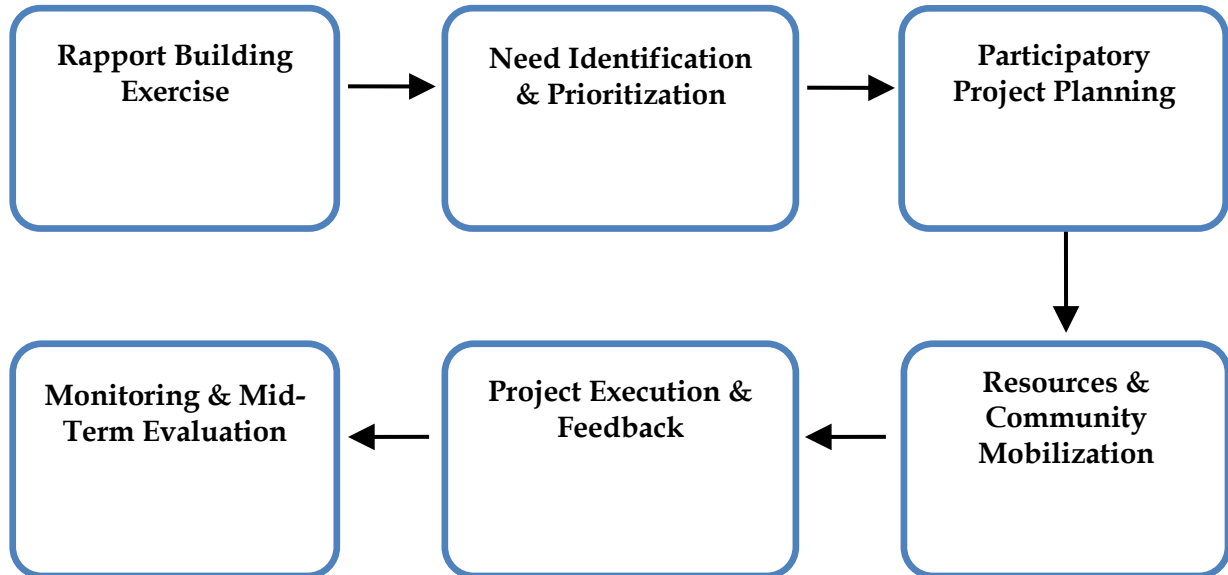 Rapport Building
Exercise
Need Identification
& Prioritization
Participatory
Project Planning
Monitoring & Mid-
Term Evaluation
Project Execution &
Feedback
Resources &
Community
Mobilization